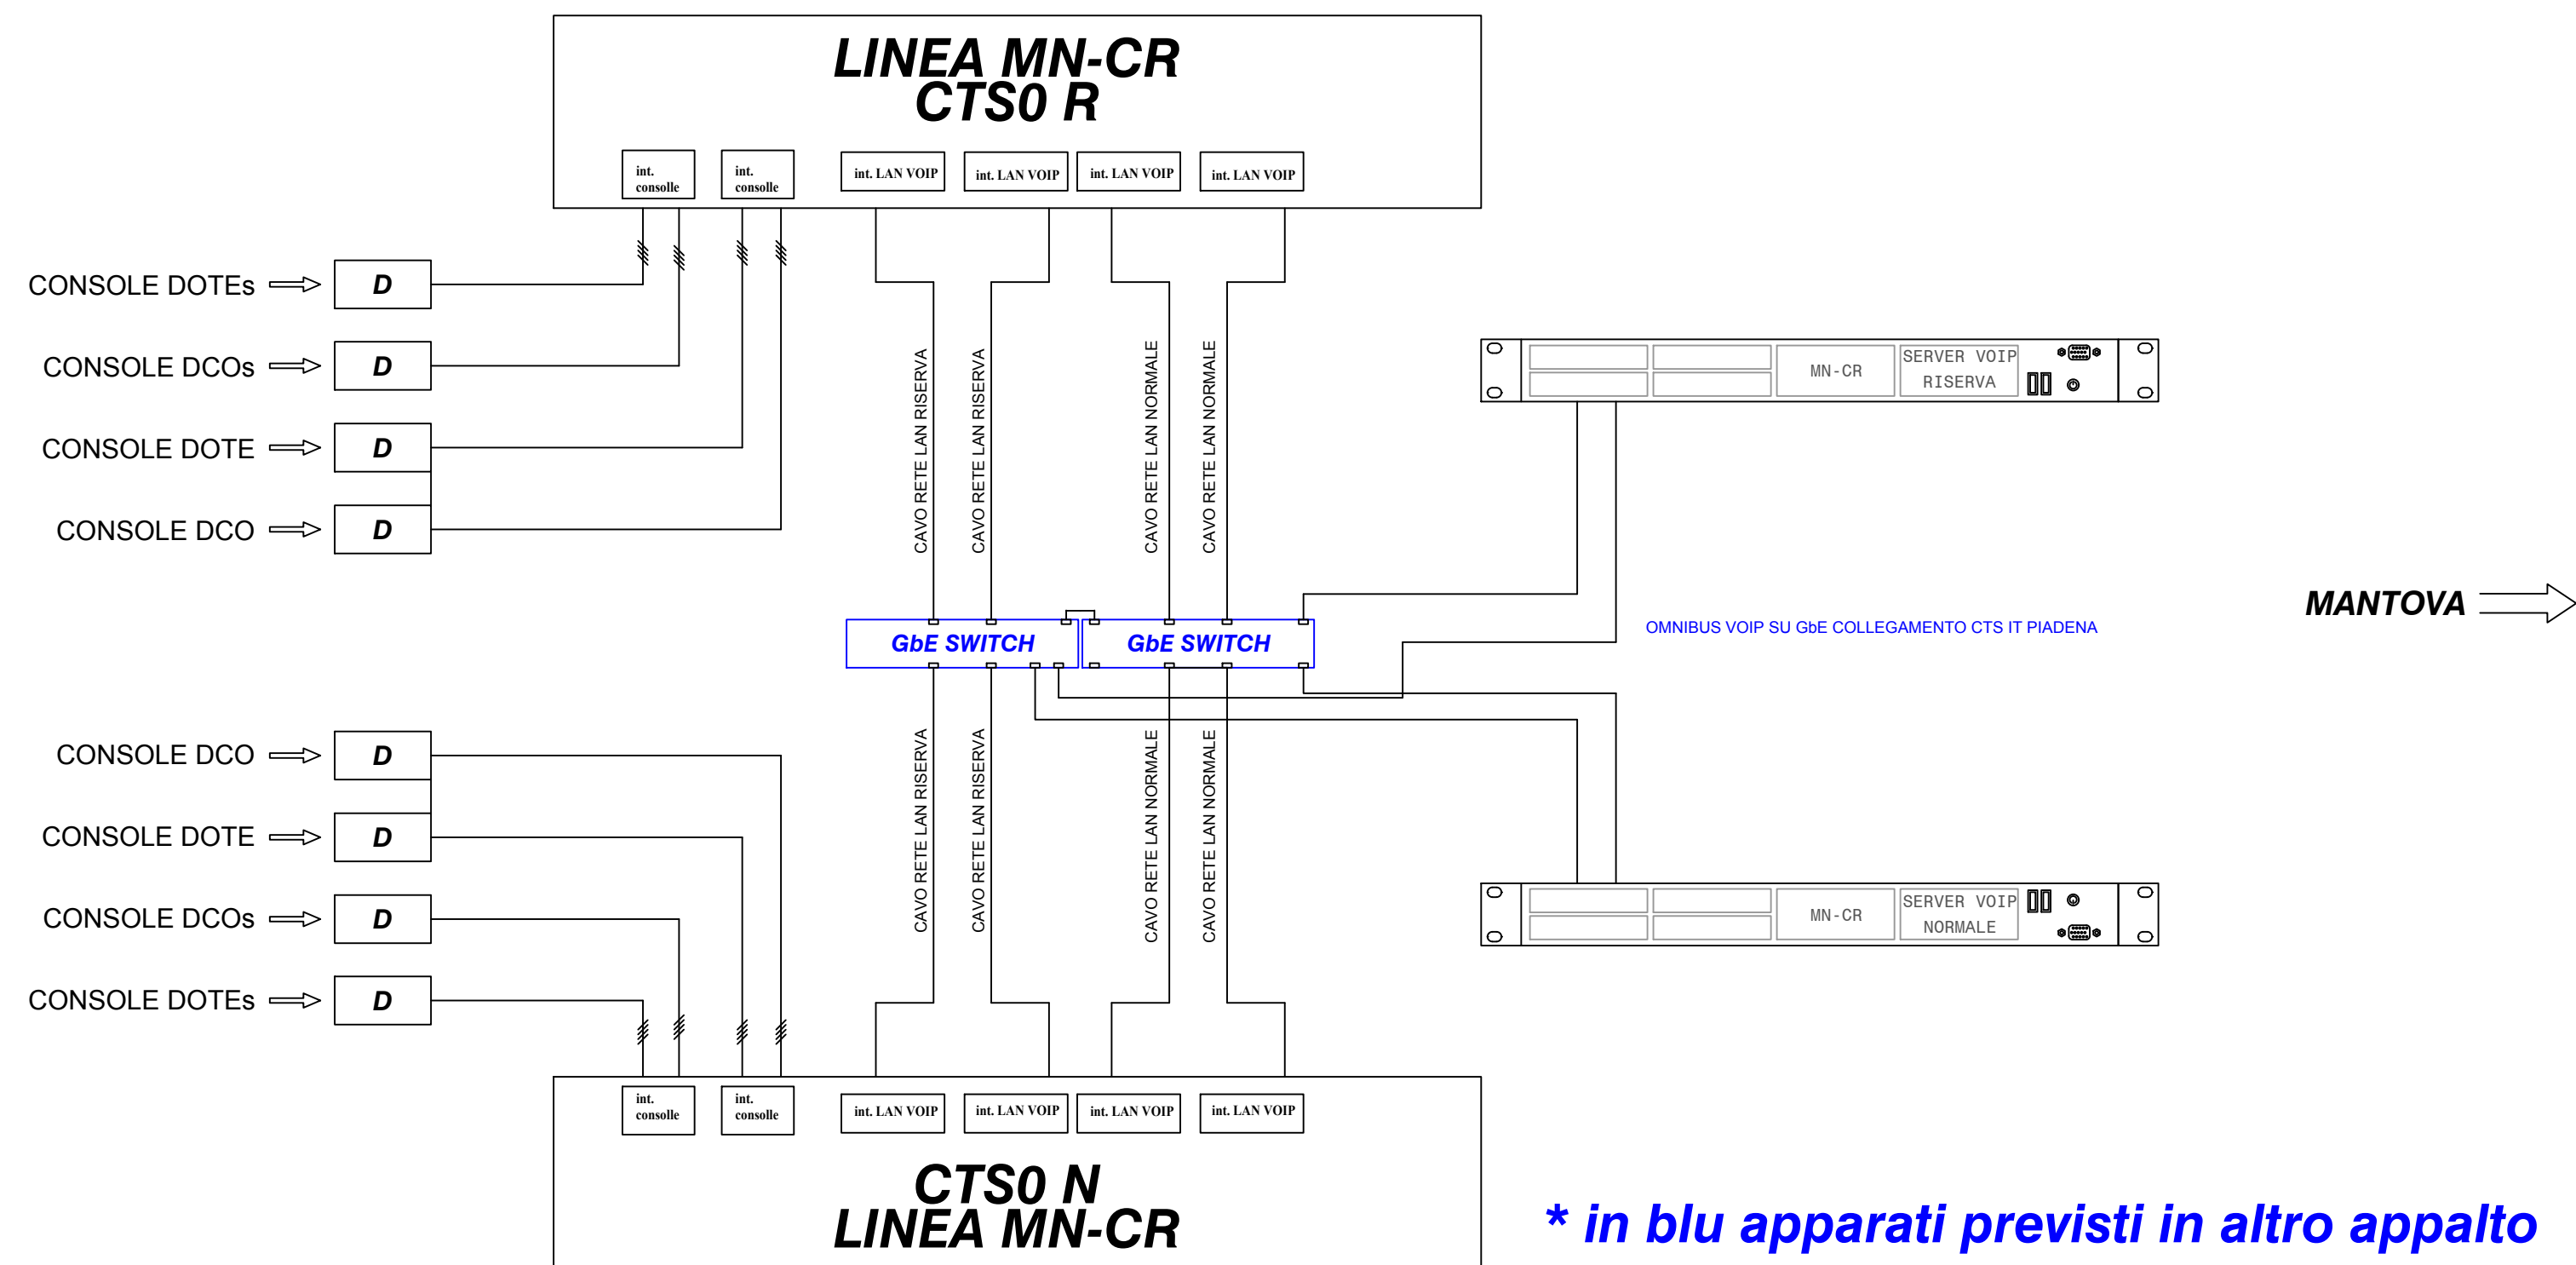 LINEA MN-CR
CTS0 R
int.
consolle
int.
consolle
int. LAN VOIP
int. LAN VOIP
int. LAN VOIP
int. LAN VOIP
CONSOLE DOTEs
D
CONSOLE DCOs
D
CONSOLE DOTE
D
CONSOLE DCO
D
CAVO RETE LAN RISERVA
CAVO RETE LAN RISERVA
CAVO RETE LAN NORMALE
CAVO RETE LAN NORMALE
MN-CR
SERVER VOIP
RISERVA
MANTOVA
GbE SWITCH
GbE SWITCH
OMNIBUS VOIP SU GbE COLLEGAMENTO CTS IT PIADENA
CONSOLE DCO
D
CONSOLE DOTE
D
CONSOLE DCOs
D
CONSOLE DOTEs
D
CAVO RETE LAN RISERVA
CAVO RETE LAN RISERVA
CAVO RETE LAN NORMALE
CAVO RETE LAN NORMALE
MN-CR
SERVER VOIP
NORMALE
int.
consolle
int.
consolle
int. LAN VOIP
int. LAN VOIP
int. LAN VOIP
int. LAN VOIP
CTS0 N
LINEA MN-CR
* in blu apparati previsti in altro appalto